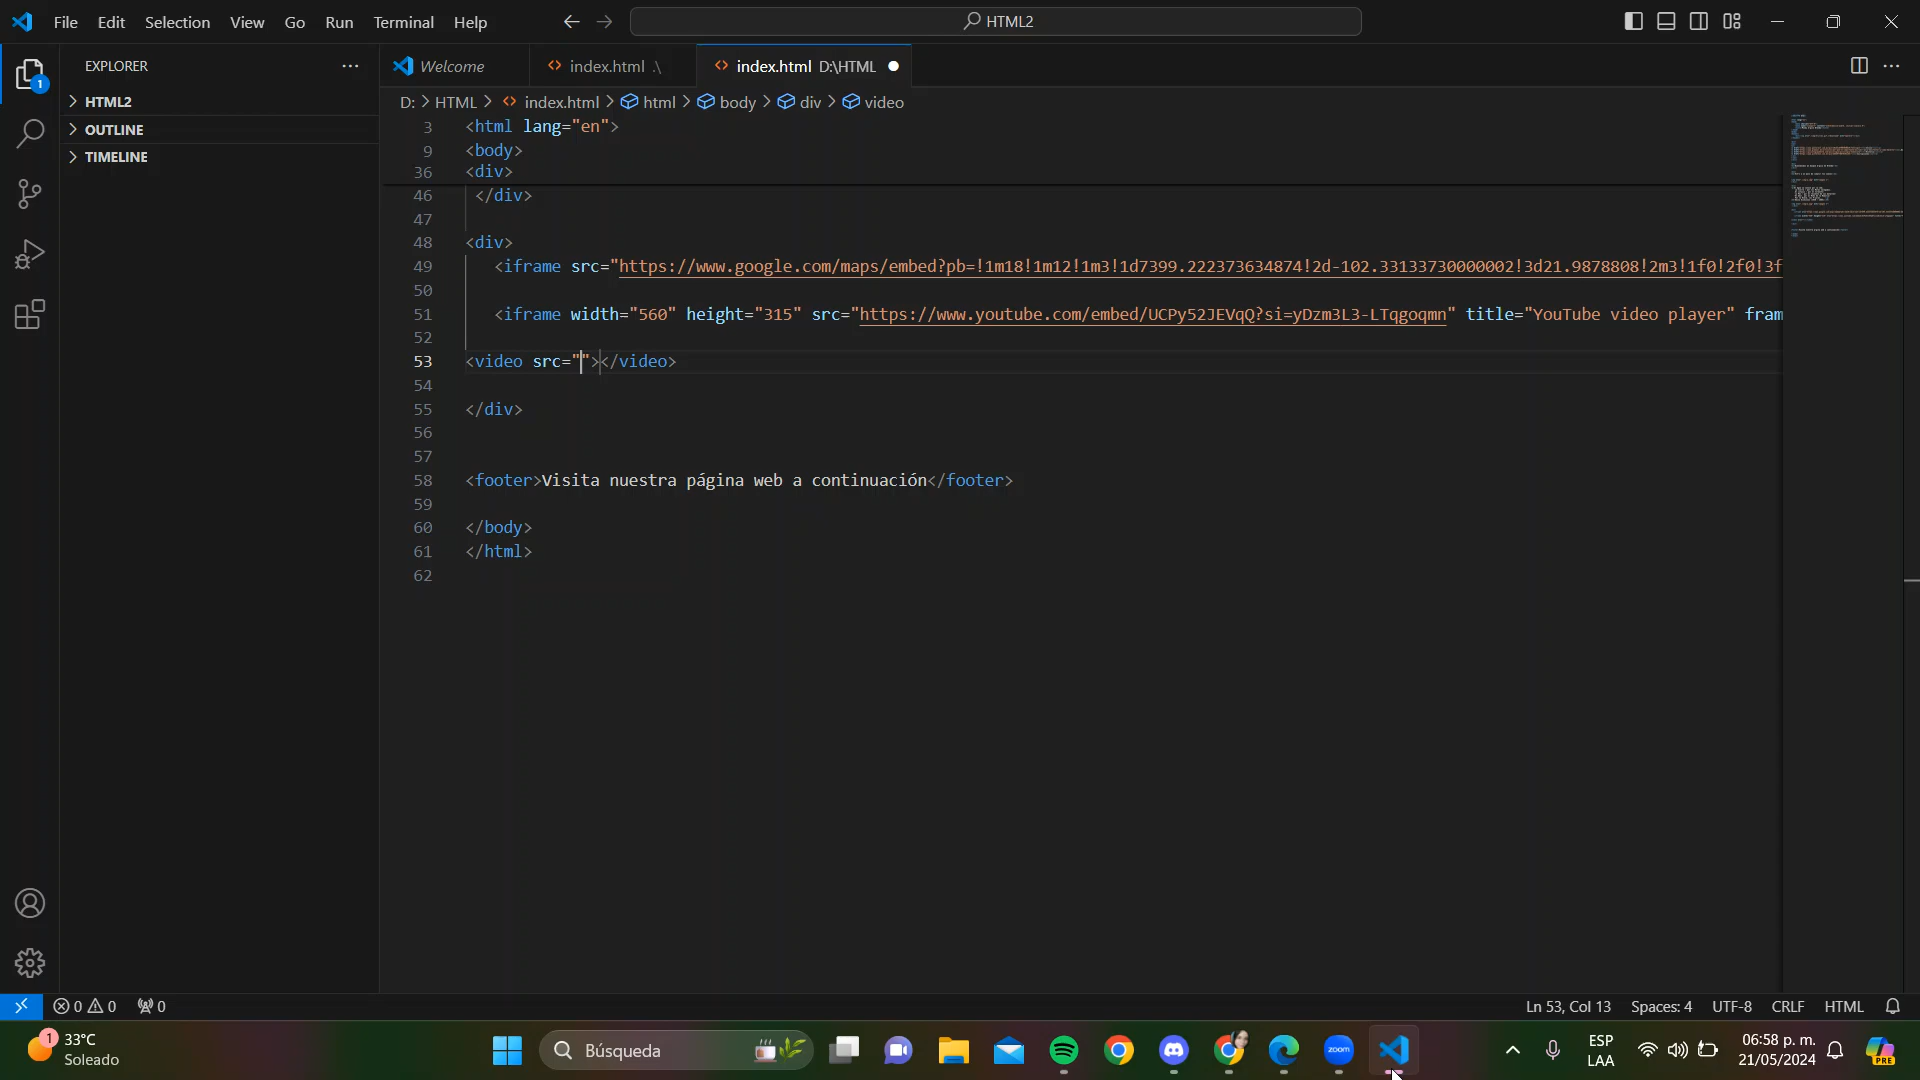 File Edit Selection View Go Run Terminal Help
HTML2
EXPLORER
1
HTML2
OUTLINE
TIMELINE
Welcome
index.html .\
index.html D:\HTML
D: > HTML > index.html > html > body > div > video
3 <html lang="en">
9 <body>
36 <div>
46 </div>
47
48 <div>
49 <iframe src="https://www.google.com/maps/embed?pb=!1m18!1m12!1m3!1d7399.222373634874!2d-102.33133730000002!3d21.9878808!2m3!1f0!2f0!3f
50
51 <iframe width="560" height="315" src="https://www.youtube.com/embed/UCPy52JEVqQ?si=yDzm3L3-LTqgoqmn" title="YouTube video player" fram
52
53 <video src=""></video>
54
55 </div>
56
57
58 <footer>Visita nuestra página web a continuación</footer>
59
60 </body>
61 </html>
62
0 0 0
Ln 53, Col 13 Spaces: 4 UTF-8 CRLF HTML
1
33°C
Soleado
Búsqueda
zoom
ESP
LAA
06:58 p. m.
21/05/2024
PRE